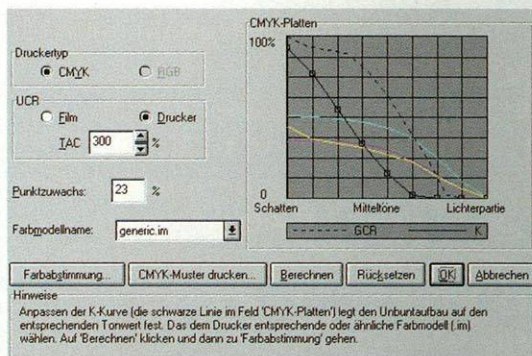 CMYK-Platten
100%
0
Schatten Mitteltöne Lichterpartie
GCR K
Druckertyp
CMYK RGB
UCR
Film Drucker
TAC 300 %
Punktzuwachs: 23 %
Farbmodellname: generic.im
Farbabstimmung... CMYK-Muster drucken... Berechnen Rücksetzen OK Abbrechen
Hinweise
Anpassen der K-Kurve (die schwarze Linie im Feld 'CMYK-Platten') legt den Unbuntaufbau auf den
entsprechenden Tonwert fest. Das dem Drucker entsprechende oder ähnliche Farbmodell (.im)
wählen. Auf 'Berechnen' klicken und dann zu 'Farbabstimmung' gehen.